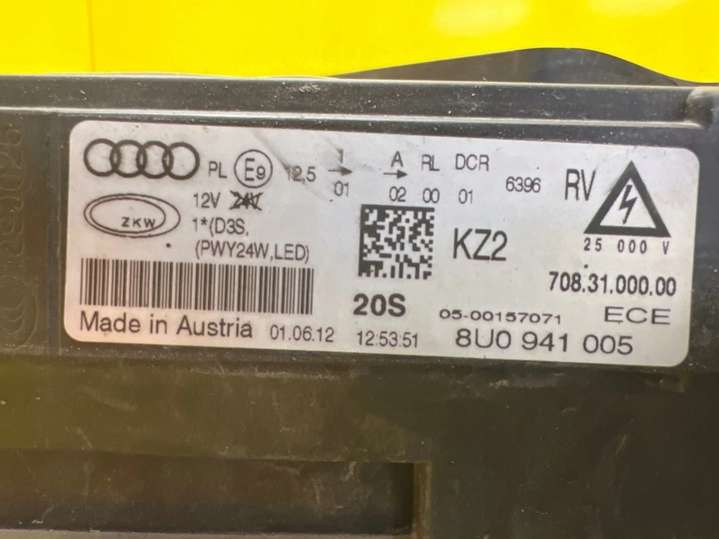 PL E9 12,5 1 A RL DCR
01 02 00 01 6396 RV
12V 24V
ZKW 1*(D3S,
(PWY24W,LED)
KZ2
25 000 V
708.31.000.00
20S 05-00157071 ECE
Made in Austria 01.06.12 12:53:51 8U0 941 005